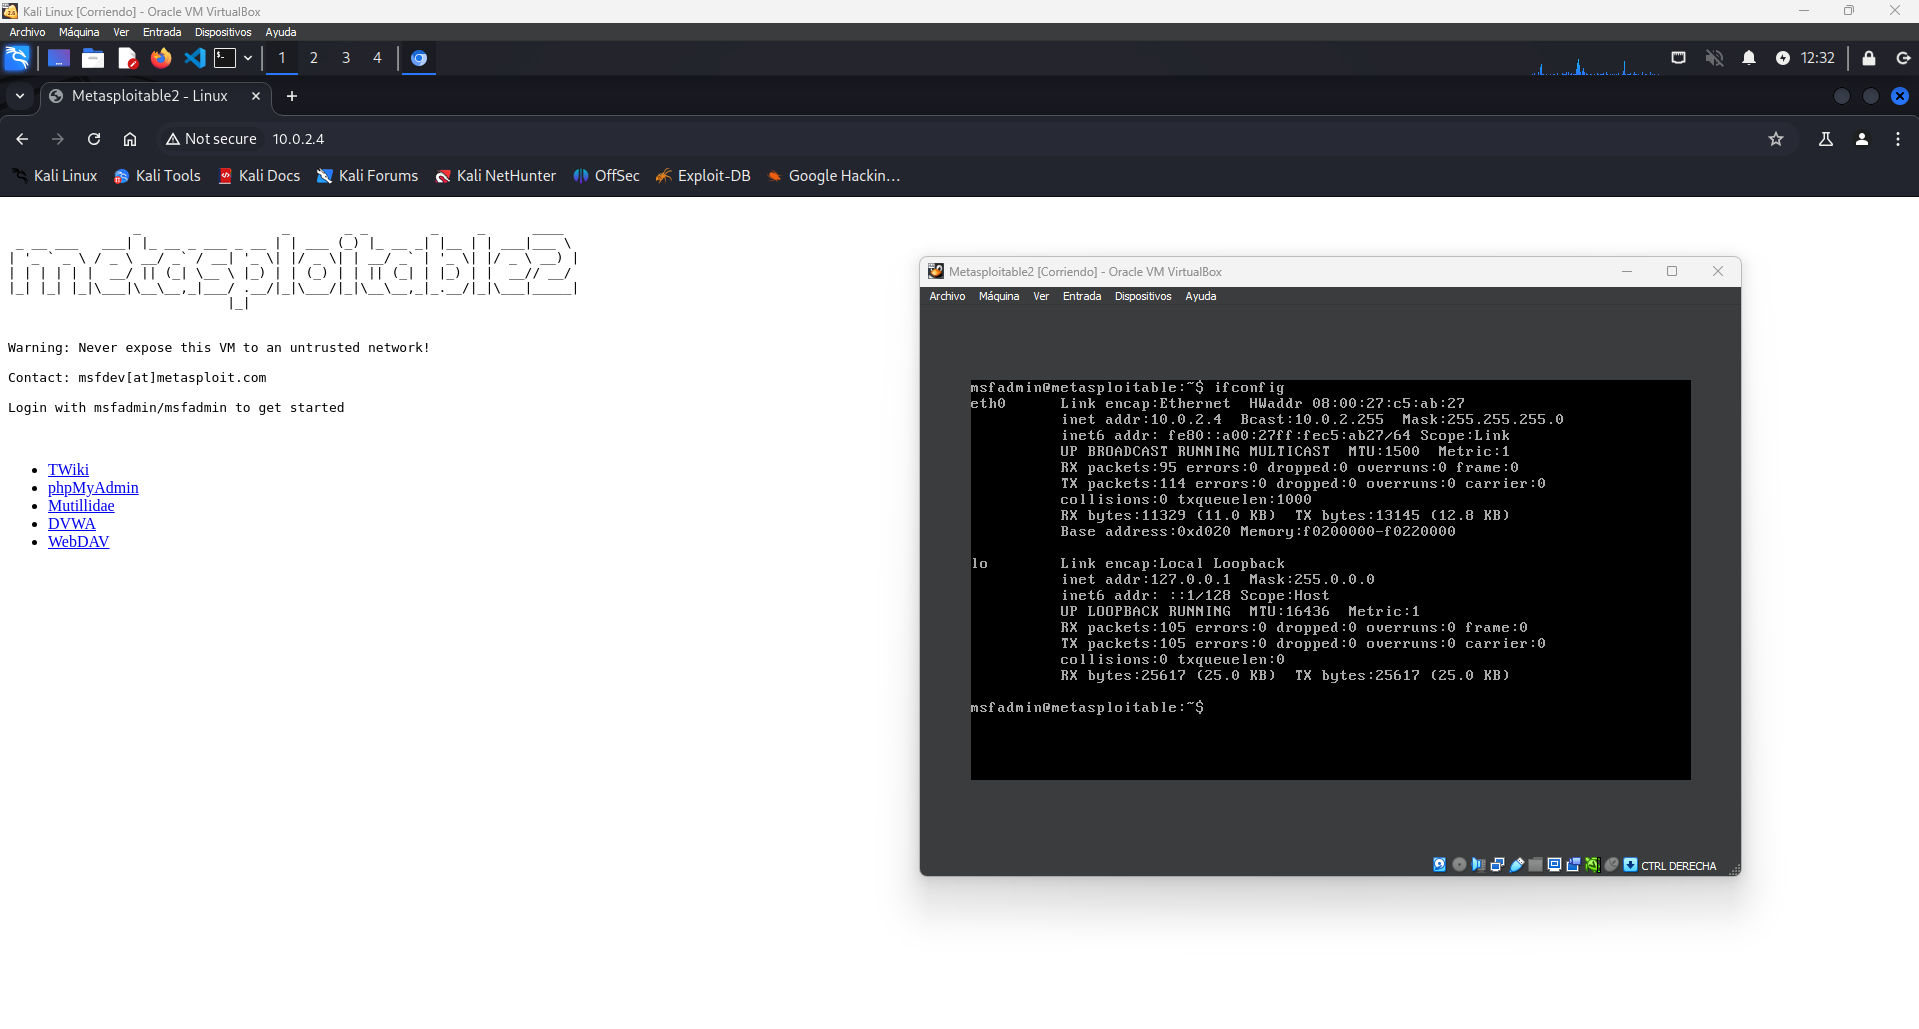 Kali Linux [Corriendo] - Oracle VM VirtualBox
Archivo Máquina Ver Entrada Dispositivos Ayuda
1 2 3 4 12:32
Metasploitable2 - Linux
Not secure 10.0.2.4
Kali Linux Kali Tools Kali Docs Kali Forums Kali NetHunter OffSec Exploit-DB Google Hackin...
metasploitable2
Warning: Never expose this VM to an untrusted network!
Contact: msfdev[at]metasploit.com
Login with msfadmin/msfadmin to get started
TWiki
phpMyAdmin
Mutillidae
DVWA
WebDAV
Metasploitable2 [Corriendo] - Oracle VM VirtualBox
Archivo Máquina Ver Entrada Dispositivos Ayuda
msfadmin@metasploitable:~$ ifconfig
eth0 Link encap:Ethernet HWaddr 08:00:27:c5:ab:27
inet addr:10.0.2.4 Bcast:10.0.2.255 Mask:255.255.255.0
inet6 addr: fe80::a00:27ff:fec5:ab27/64 Scope:Link
UP BROADCAST RUNNING MULTICAST MTU:1500 Metric:1
RX packets:95 errors:0 dropped:0 overruns:0 frame:0
TX packets:114 errors:0 dropped:0 overruns:0 carrier:0
collisions:0 txqueuelen:1000
RX bytes:11329 (11.0 KB) TX bytes:13145 (12.8 KB)
Base address:0xd020 Memory:f0200000-f0220000
lo Link encap:Local Loopback
inet addr:127.0.0.1 Mask:255.0.0.0
inet6 addr: ::1/128 Scope:Host
UP LOOPBACK RUNNING MTU:16436 Metric:1
RX packets:105 errors:0 dropped:0 overruns:0 frame:0
TX packets:105 errors:0 dropped:0 overruns:0 carrier:0
collisions:0 txqueuelen:0
RX bytes:25617 (25.0 KB) TX bytes:25617 (25.0 KB)
msfadmin@metasploitable:~$
CTRL DERECHA